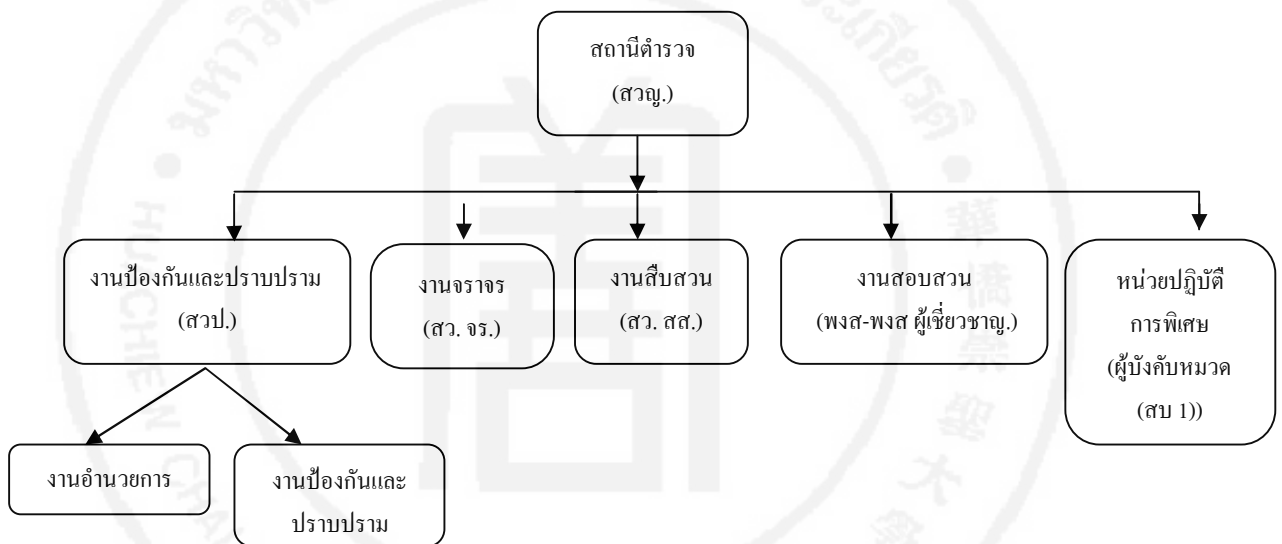 สถานีตำรวจ
(สวญ.)
งานป้องกันและปราบปราม
(สวป.)
งานจราจร
(สว. จร.)
งานสืบสวน
(สว. สส.)
งานสอบสวน
(พงส-พงส ผู้เชี่ยวชาญ.)
หน่วยปฏิบัติ
การพิเศษ
(ผู้บังคับหมวด
(สบ 1))
งานอำนวยการ
งานป้องกันและ
ปราบปราม
HUACHIEW